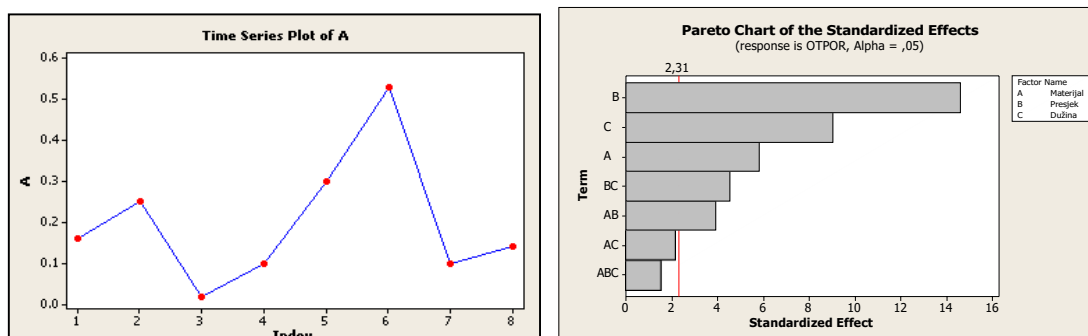 Time Series Plot of A
0.6
0.5
0.4
0.3
0.2
0.1
0.0
A
1 2 3 4 5 6 7 8
Index
Pareto Chart of the Standardized Effects
(response is OTPOR, Alpha = ,05)
2,31
Term
B
C
A
BC
AB
AC
ABC
0 2 4 6 8 10 12 14 16
Standardized Effect
Factor Name
A Materijal
B Presjek
C Dužina